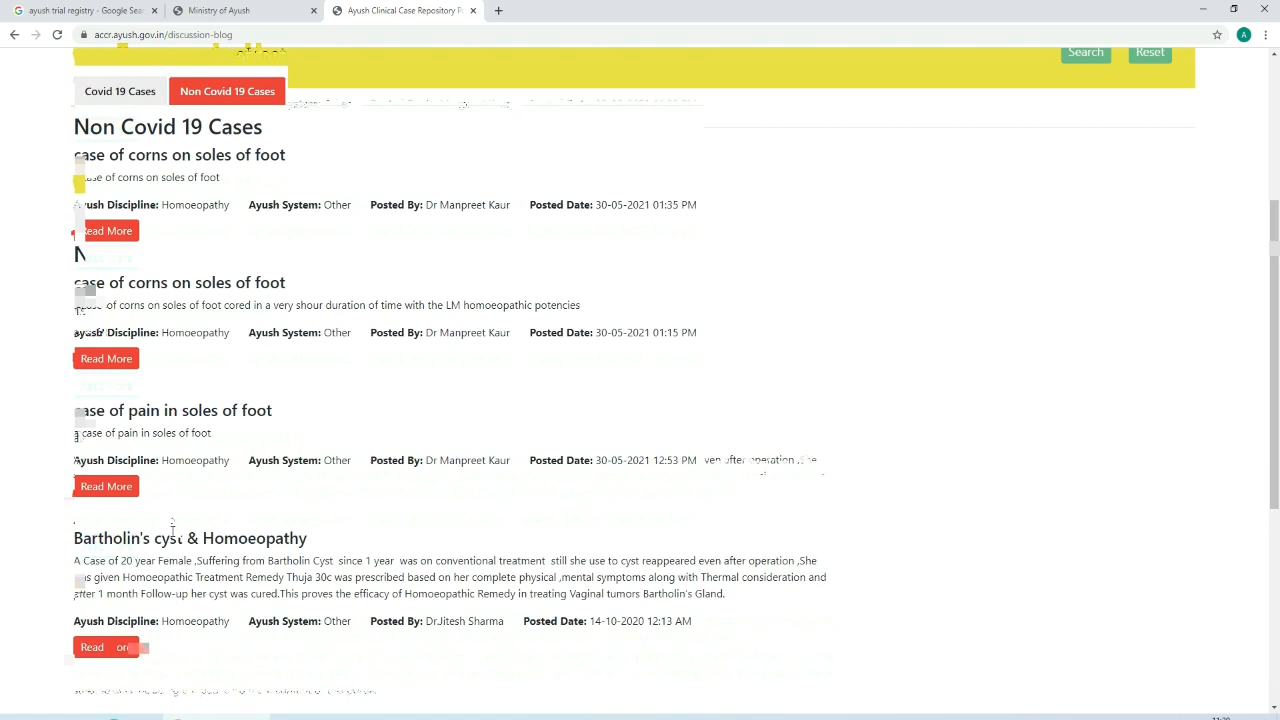 ayush trial registry - Google Sea
Ministry of Ayush
Ayush Clinical Case Repository Po
accr.ayush.gov.in/discussion-blog
A
Search Reset
Covid 19 Cases Non Covid 19 Cases
Non Covid 19 Cases
case of corns on soles of foot
case of corns on soles of foot
Ayush Discipline: Homoeopathy Ayush System: Other Posted By: Dr Manpreet Kaur Posted Date: 30-05-2021 01:35 PM
Read More
N
case of corns on soles of foot
of corns on soles of foot cored in a very shour duration of time with the LM homoeopathic potencies
Discipline: Homoeopathy Ayush System: Other Posted By: Dr Manpreet Kaur Posted Date: 30-05-2021 01:15 PM
Read More
case of pain in soles of foot
case of pain in soles of foot
Ayush Discipline: Homoeopathy Ayush System: Other Posted By: Dr Manpreet Kaur Posted Date: 30-05-2021 12:53 PM ven after operation ,She
Read More
Bartholin's cyst & Homoeopathy
A Case of 20 year Female ,Suffering from Bartholin Cyst since 1 year was on conventional treatment still she use to cyst reappeared even after operation ,She
was given Homoeopathic Treatment Remedy Thuja 30c was prescribed based on her complete physical ,mental symptoms along with Thermal consideration and
after 1 month Follow-up her cyst was cured.This proves the efficacy of Homoeopathic Remedy in treating Vaginal tumors Bartholin's Gland.
Ayush Discipline: Homoeopathy Ayush System: Other Posted By: Dr.Jitesh Sharma Posted Date: 14-10-2020 12:13 AM
Read